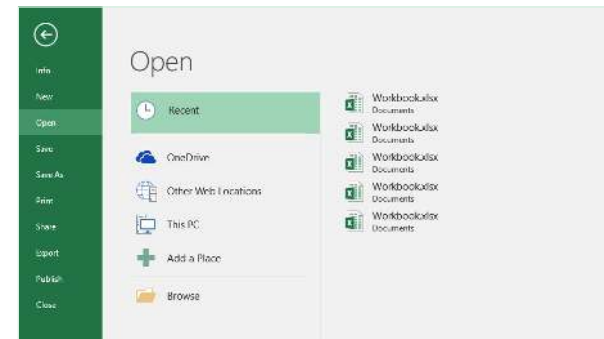 Info
New
Open
Save
Save As
Print
Share
Export
Publish
Close
Open
Recent
OneDrive
Other Web Locations
This PC
Add a Place
Browse
Workbook.xlsx
Documents
Workbook.xlsx
Documents
Workbook.xlsx
Documents
Workbook.xlsx
Documents
Workbook.xlsx
Documents